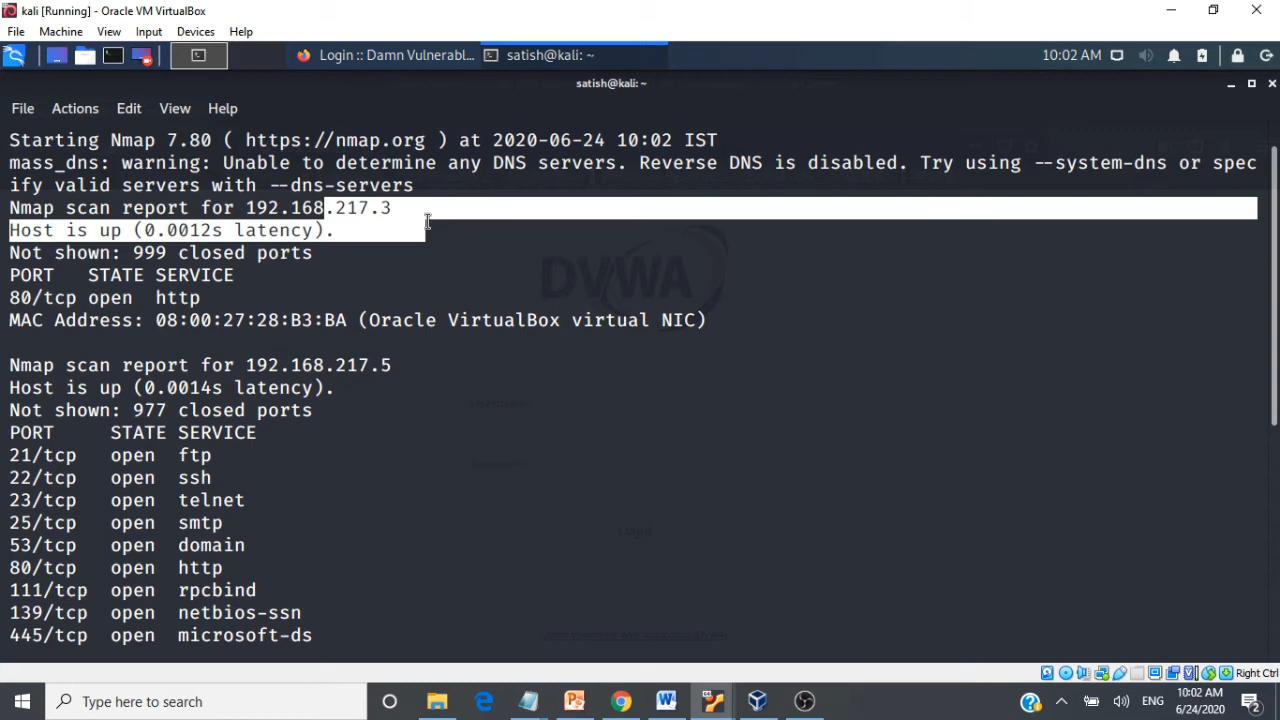 kali [Running] - Oracle VM VirtualBox
File Machine View Input Devices Help
Login :: Damn Vulnerabl... satish@kali: ~ 10:02 AM
satish@kali: ~
File Actions Edit View Help
Starting Nmap 7.80 ( https://nmap.org ) at 2020-06-24 10:02 IST
mass_dns: warning: Unable to determine any DNS servers. Reverse DNS is disabled. Try using --system-dns or spec
ify valid servers with --dns-servers
Nmap scan report for 192.168.217.3
Host is up (0.0012s latency).
Not shown: 999 closed ports
PORT STATE SERVICE
80/tcp open http
MAC Address: 08:00:27:28:B3:BA (Oracle VirtualBox virtual NIC)
DVWA
Nmap scan report for 192.168.217.5
Host is up (0.0014s latency).
Not shown: 977 closed ports
PORT STATE SERVICE
21/tcp open ftp
22/tcp open ssh
23/tcp open telnet
25/tcp open smtp
53/tcp open domain
80/tcp open http
111/tcp open rpcbind
139/tcp open netbios-ssn
445/tcp open microsoft-ds
Right Ctrl
Type here to search
ENG
10:02 AM
6/24/2020
2